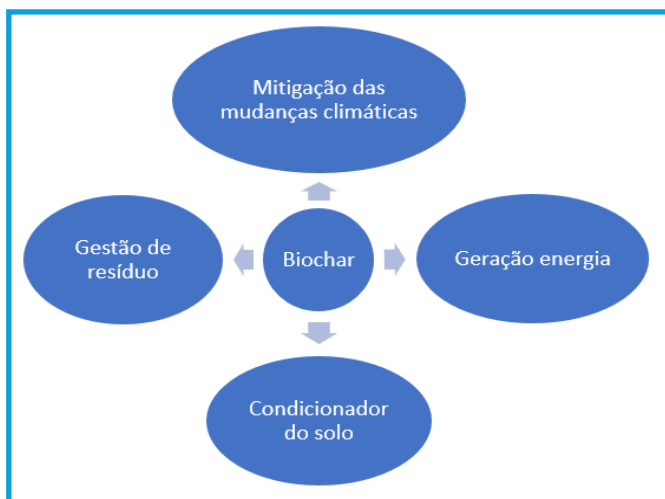 Mitigação das
mudanças climáticas
Gestão de
resíduo
Biochar
Geração energia
Condicionador
do solo